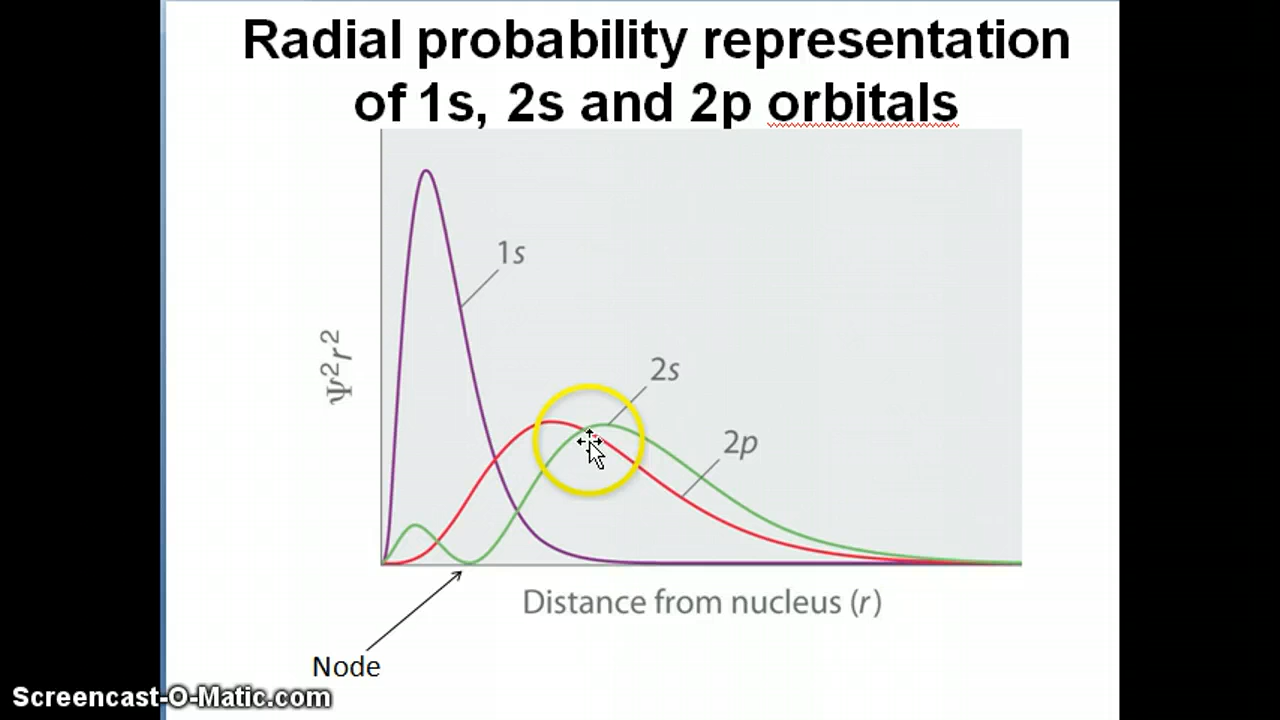 Radial probability representation
of 1s, 2s and 2p orbitals
1s
2s
2p
Ψ²r²
Distance from nucleus (r)
Node
Screencast-O-Matic.com